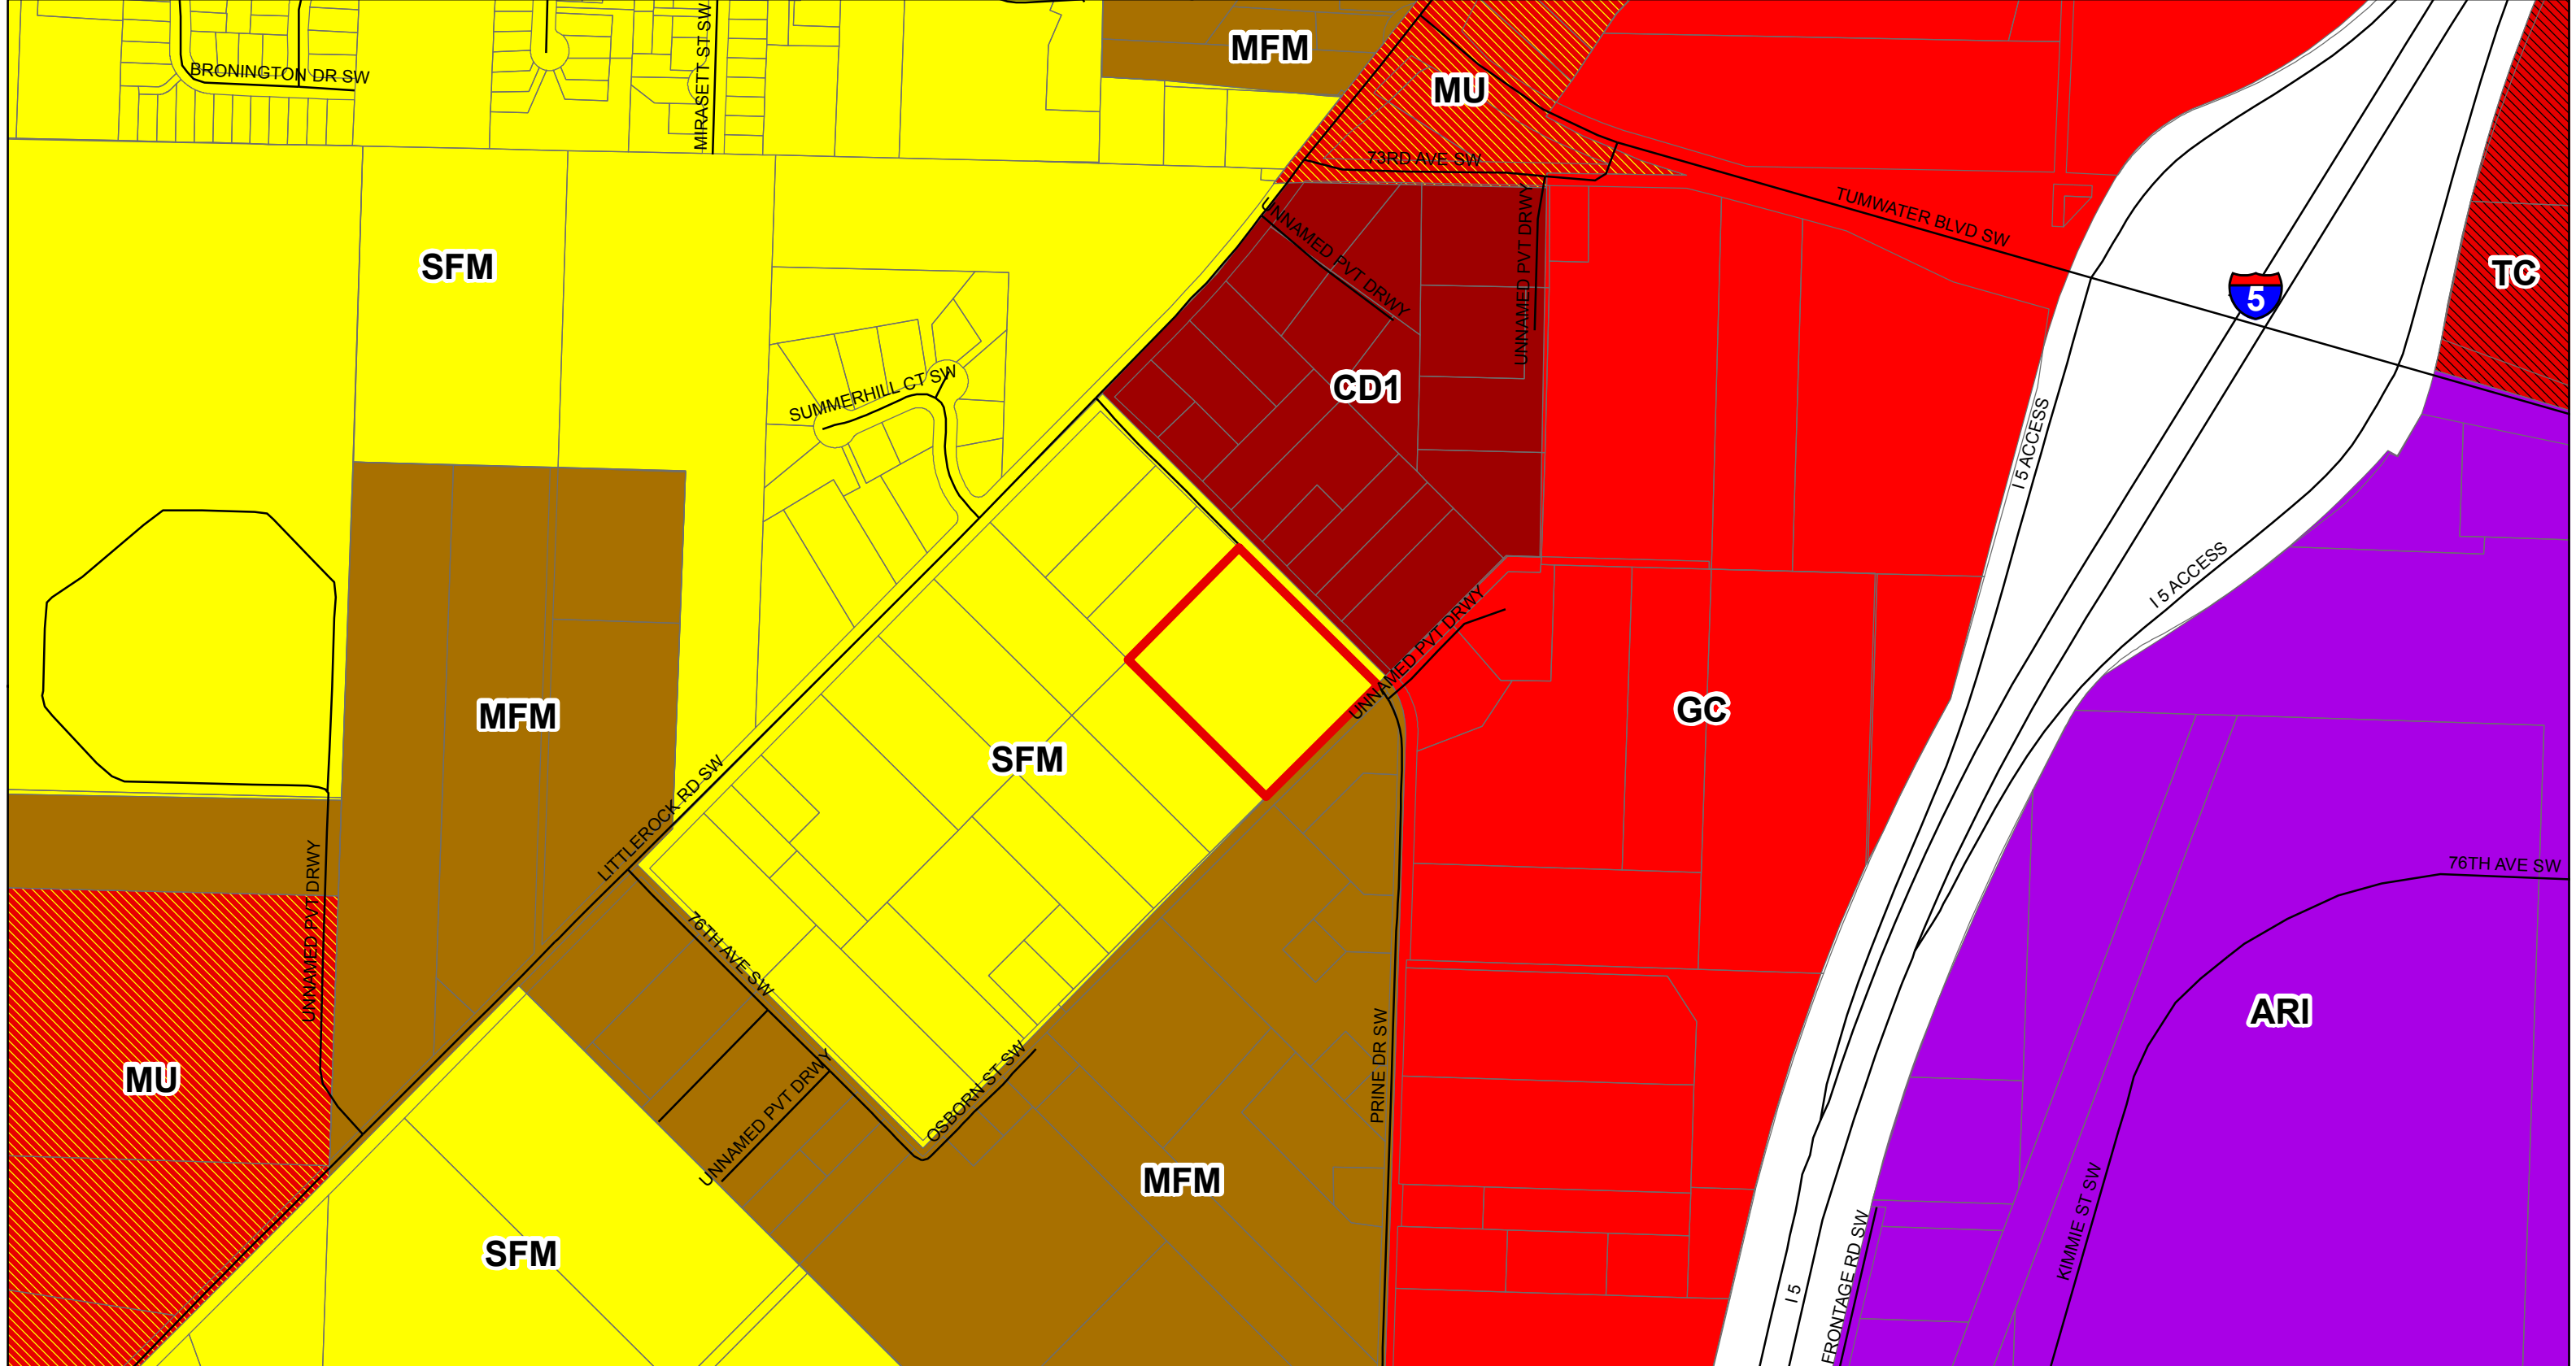 MFM
BRONINGTON DR SW
MIRASETT ST SW
MU
73RD AVE SW
UNNAMED PVT DRWY
UNNAMED PVT DRWY
TUMWATER BLVD SW
SFM
TC
5
CD1
SUMMERHILL CT SW
I 5 ACCESS
I 5 ACCESS
UNNAMED PVT DRWY
MFM
GC
SFM
LITTLEROCK RD SW
UNNAMED PVT DRWY
76TH AVE SW
76TH AVE SW
ARI
MU
UNNAMED PVT DRWY
OSBORN ST SW
PRINE DR SW
MFM
SFM
I 5
FRONTAGE RD SW
KIMMIE ST SW